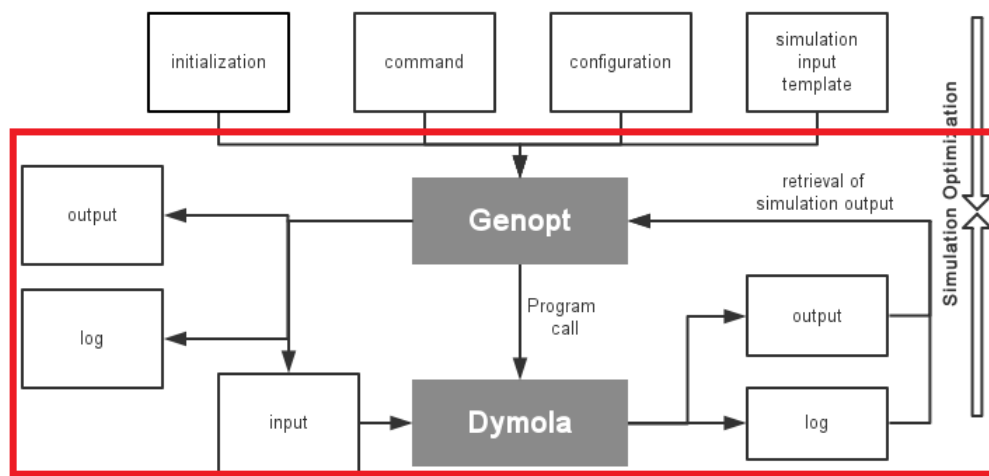 initialization
command
configuration
simulation
input
template
output
Genopt
retrieval of
simulation output
Simulation Optimization
log
Program
call
output
input
Dymola
log